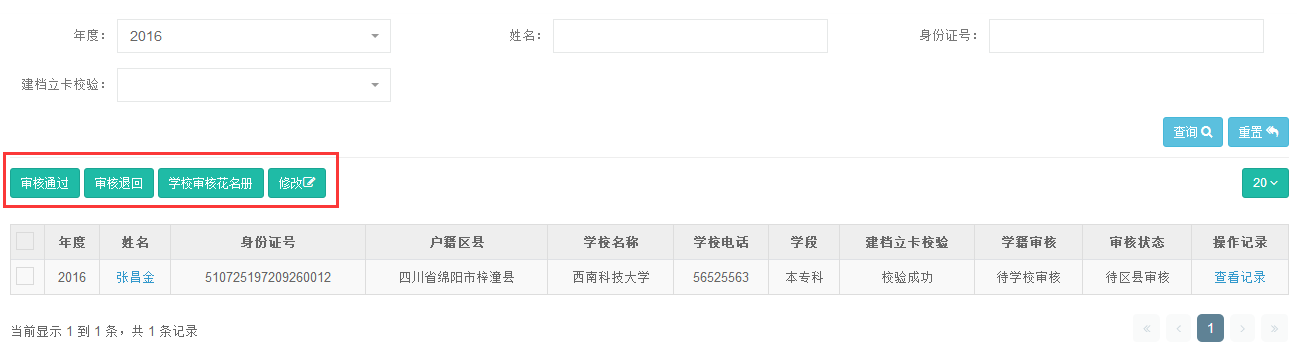 年度： 2016 姓名： 身份证号：
建档立卡校验：
查询 重置
审核通过 审核退回 学校审核花名册 修改 20
年度 姓名 身份证号 户籍区县 学校名称 学校电话 学段 建档立卡校验 学籍审核 审核状态 操作记录
2016 张昌金 510725197209260012 四川省绵阳市梓潼县 西南科技大学 56525563 本专科 校验成功 待学校审核 待区县审核 查看记录
当前显示 1 到 1 条，共 1 条记录 « ‹ 1 › »